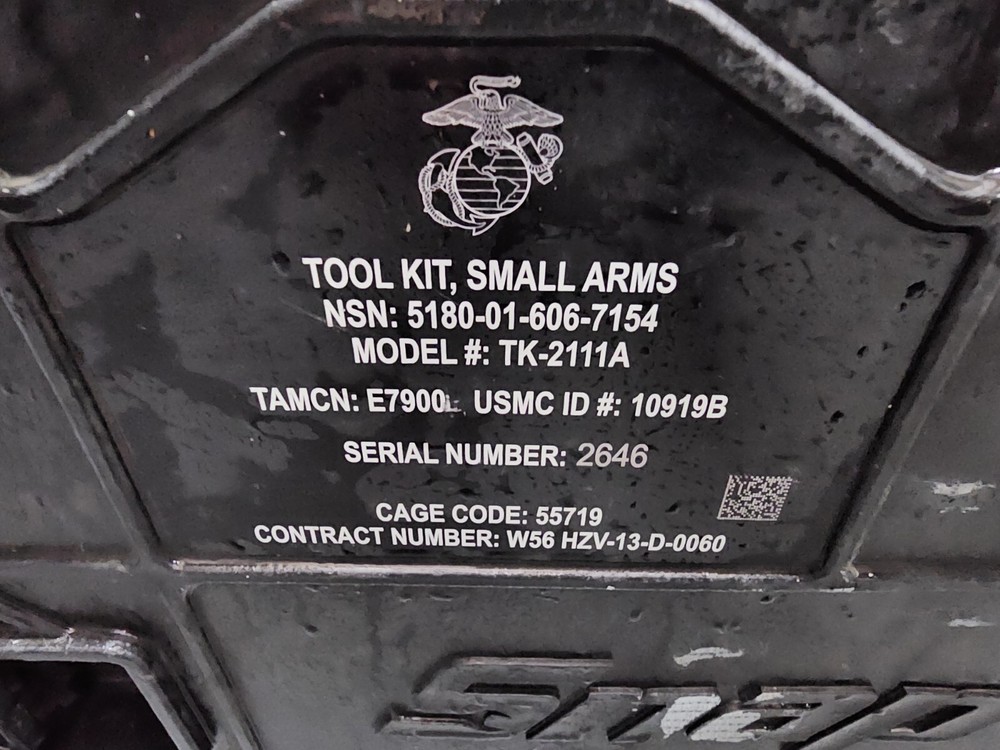 TOOL KIT, SMALL ARMS
NSN: 5180-01-606-7154
MODEL #: TK-2111A
TAMCN: E7900 USMC ID #: 10919B
SERIAL NUMBER: 2646
CAGE CODE: 55719
CONTRACT NUMBER: W56 HZV-13-D-0060
Snap